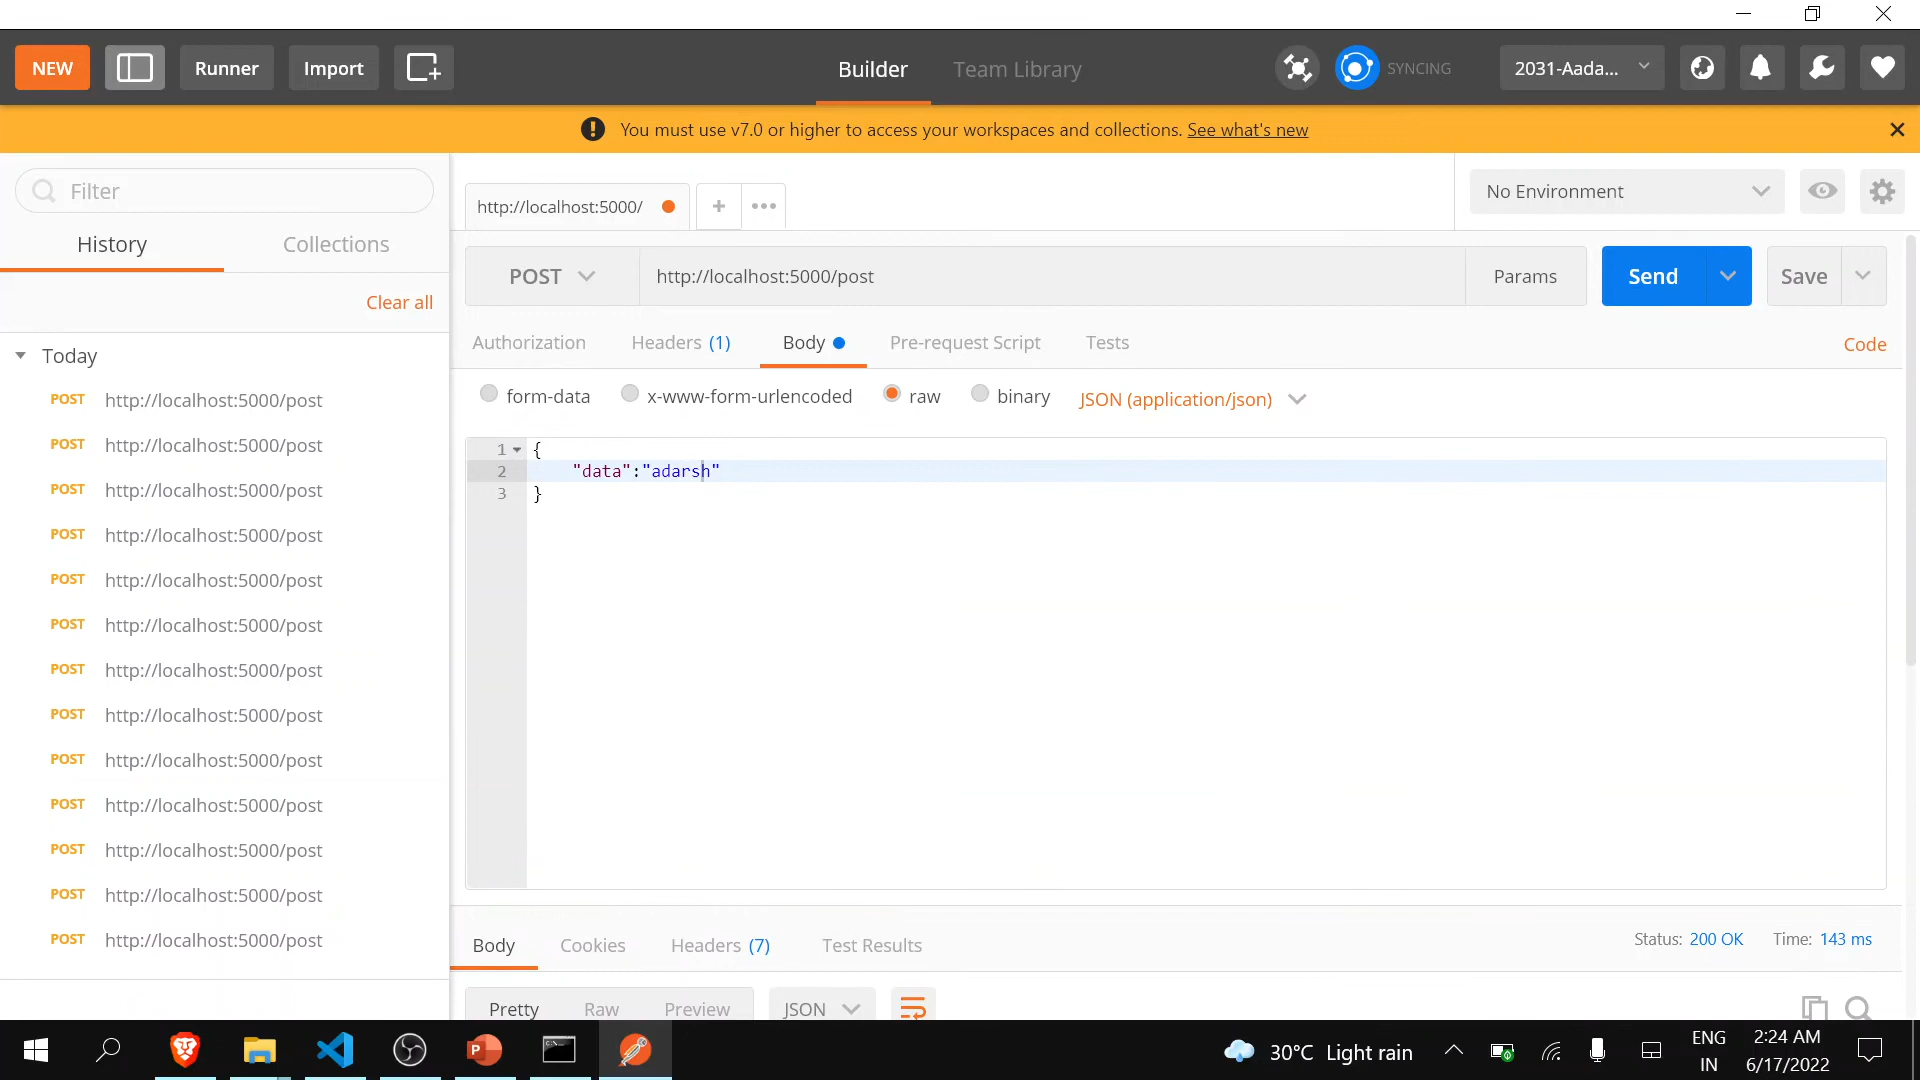 NEW
Runner
Import
Builder
Team Library
SYNCING
2031-Aada...
You must use v7.0 or higher to access your workspaces and collections. See what's new
Filter
History
Collections
Clear all
Today
POST http://localhost:5000/post
POST http://localhost:5000/post
POST http://localhost:5000/post
POST http://localhost:5000/post
POST http://localhost:5000/post
POST http://localhost:5000/post
POST http://localhost:5000/post
POST http://localhost:5000/post
POST http://localhost:5000/post
POST http://localhost:5000/post
POST http://localhost:5000/post
POST http://localhost:5000/post
POST http://localhost:5000/post
http://localhost:5000/
No Environment
POST
http://localhost:5000/post
Params
Send
Save
Authorization
Headers (1)
Body
Pre-request Script
Tests
Code
form-data
x-www-form-urlencoded
raw
binary
JSON (application/json)
1 {
2 "data":"adarsh"
3 }
Body
Cookies
Headers (7)
Test Results
Status: 200 OK
Time: 143 ms
Pretty
Raw
Preview
JSON
30°C Light rain
ENG
IN
2:24 AM
6/17/2022